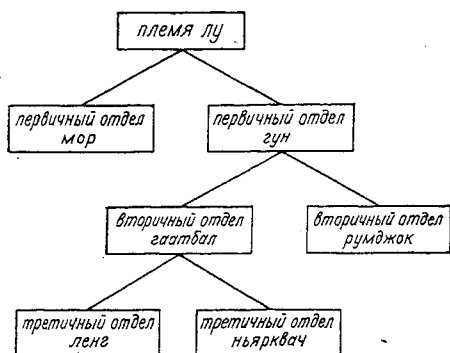 племя лу
первичный отдел
мор
первичный отдел
гун
вторичный отдел
гаатбал
вторичный отдел
румджок
третичный отдел
ленг
третичный отдел
ньярквач